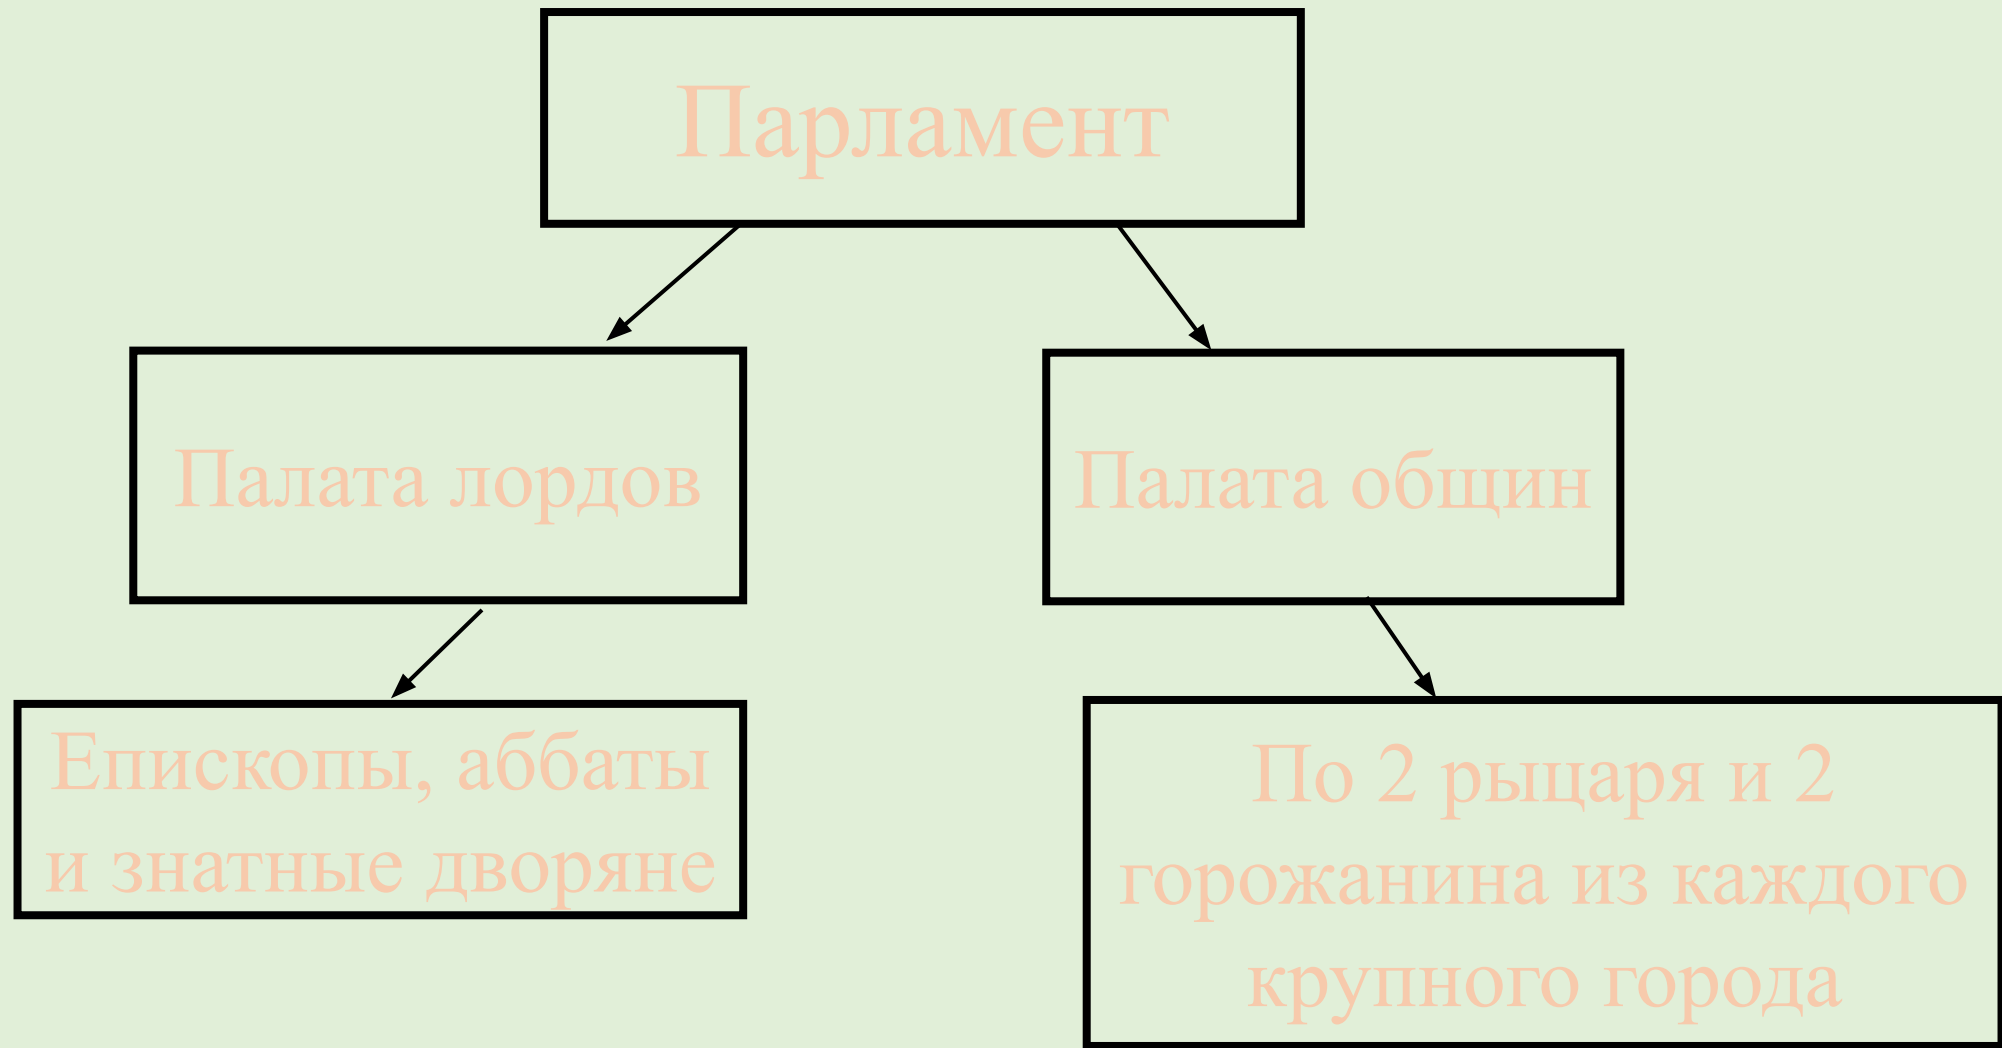 Парламент
Палата лордов
Палата общин
Епископы, аббаты
и знатные дворяне
По 2 рыцаря и 2
горожанина из каждого
крупного города